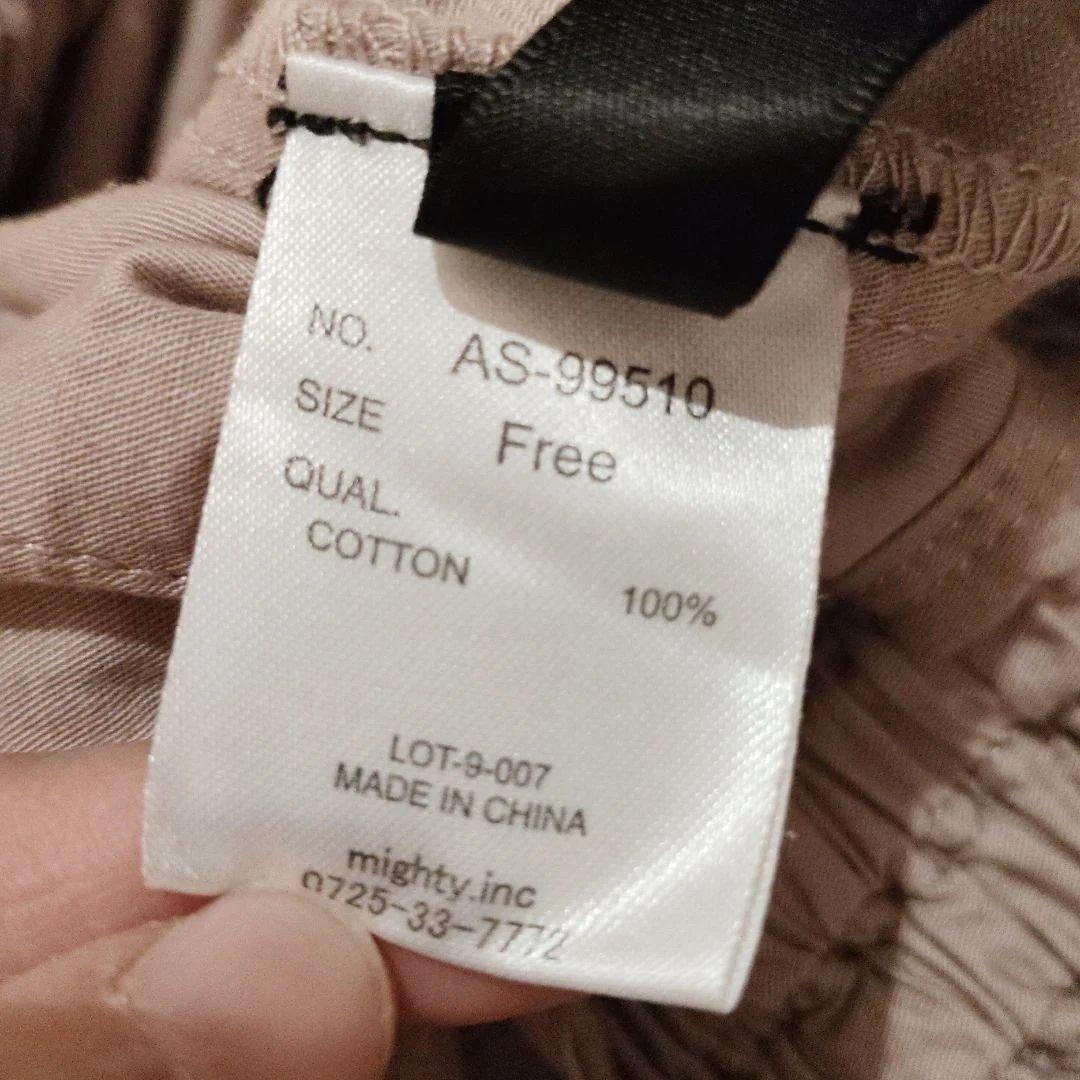 NO. AS-99510
SIZE Free
QUAL.
COTTON 100%
LOT-9-007
MADE IN CHINA
mighty.inc
0725-33-7772